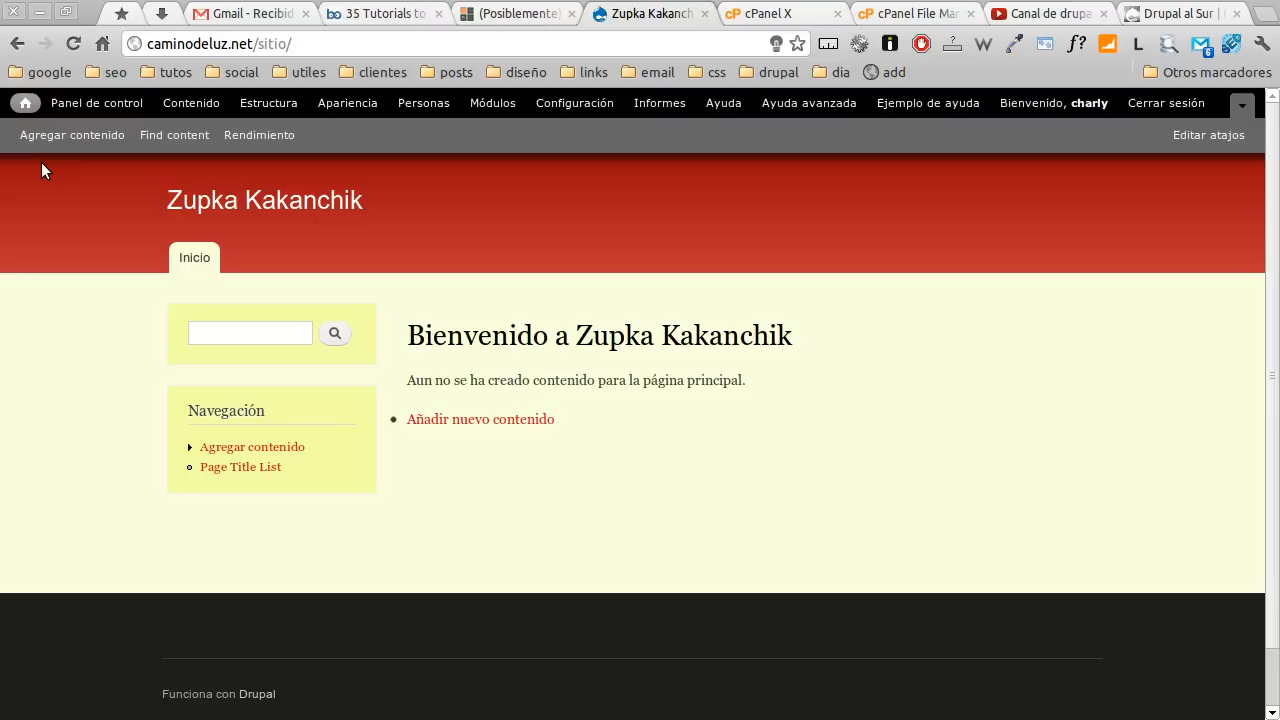 Gmail - Recibid
35 Tutorials to
(Posiblemente)
Zupka Kakanch
cPanel X
cPanel File Mar
Canal de drupa
Drupal al Sur |
caminodeluz.net/sitio/
f?
L
6
google
seo
tutos
social
utiles
clientes
posts
diseño
links
email
css
drupal
dia
add
Otros marcadores
Panel de control
Contenido
Estructura
Apariencia
Personas
Módulos
Configuración
Informes
Ayuda
Ayuda avanzada
Ejemplo de ayuda
Bienvenido, charly
Cerrar sesión
Agregar contenido
Find content
Rendimiento
Editar atajos
Zupka Kakanchik
Inicio
Bienvenido a Zupka Kakanchik
Aun no se ha creado contenido para la página principal.
Añadir nuevo contenido
Navegación
Agregar contenido
Page Title List
Funciona con Drupal